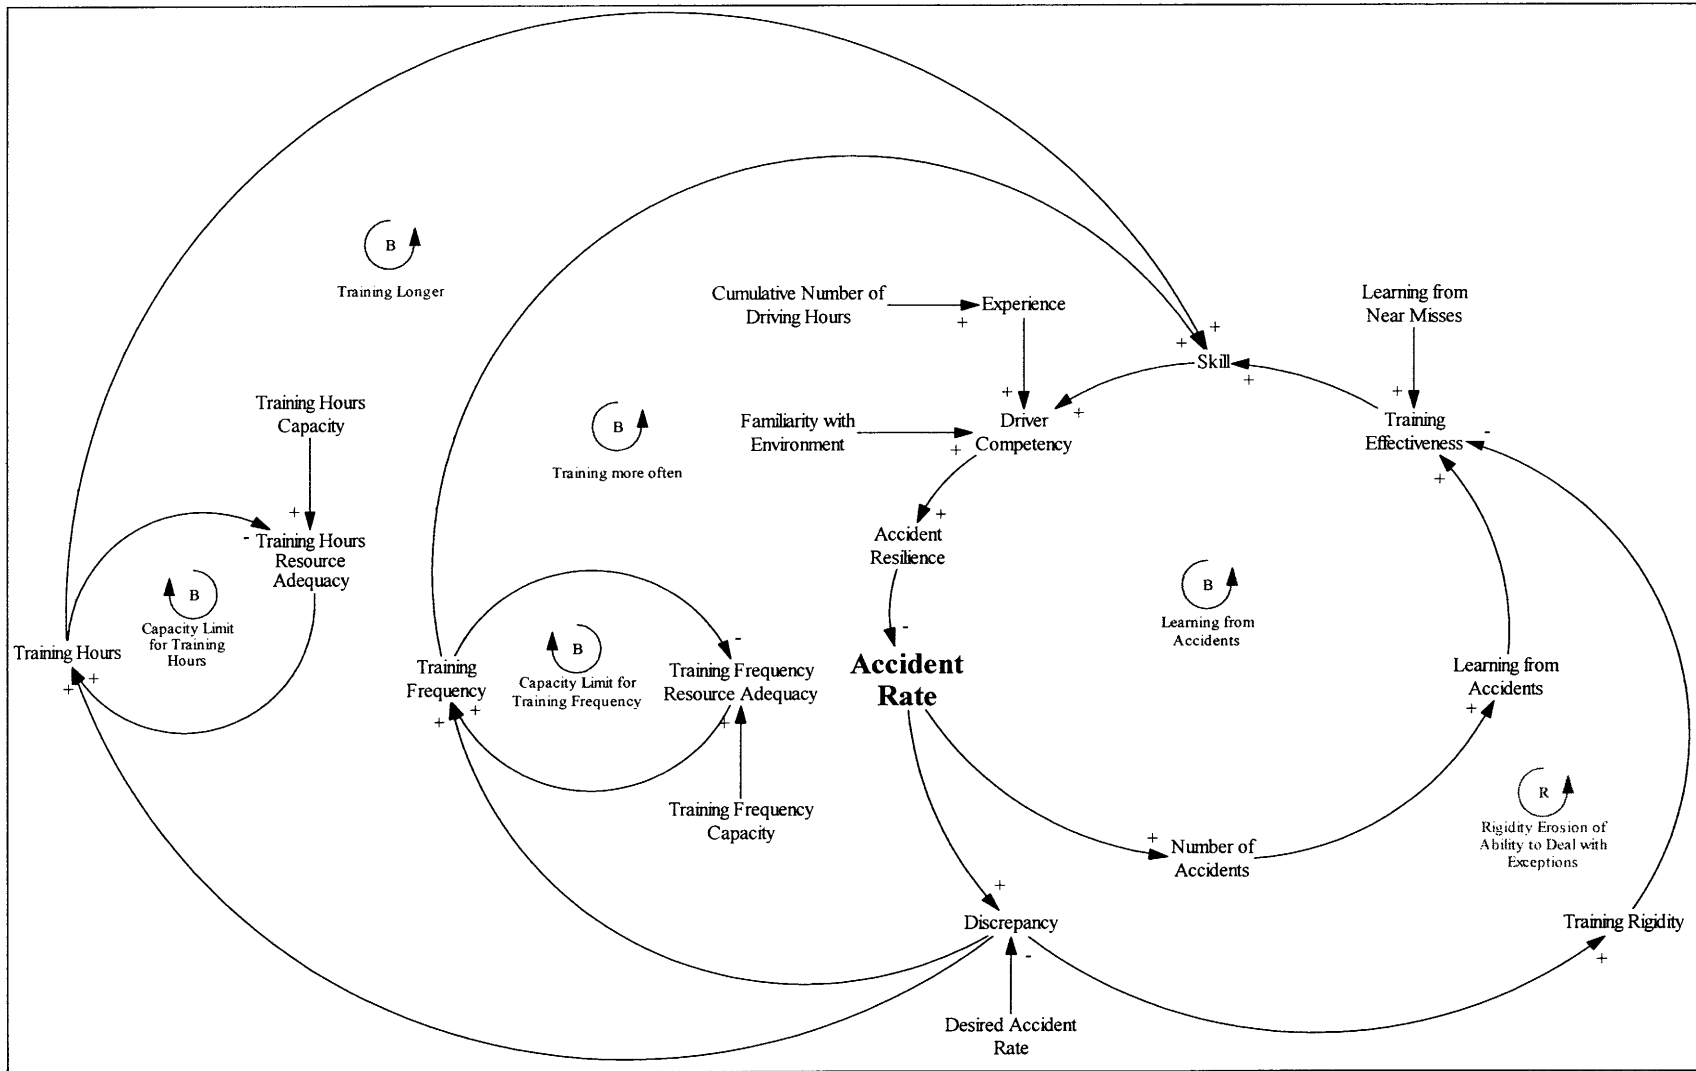 B
Training Longer
Cumulative Number of
Driving Hours
+
Experience
Learning from
Near Misses
+
+
Skill
+
+
Training Hours
Capacity
B
Training more often
Familiarity with
Environment
+
+
Driver
Competency
+
+
Training
Effectiveness
-
+
+
-
Training Hours
Resource
Adequacy
B
Capacity Limit
for Training
Hours
Training Hours
+
+
Accident
Resilience
+
-
B
Learning from
Accidents
Training
Frequency
+
+
B
Capacity Limit for
Training Frequency
-
Training Frequency
Resource Adequacy
+
Training Frequency
Capacity
Accident
Rate
Learning from
Accidents
+
+
Number of
Accidents
R
Rigidity Erosion of
Ability to Deal with
Exceptions
+
Discrepancy
-
Desired Accident
Rate
Training Rigidity
+